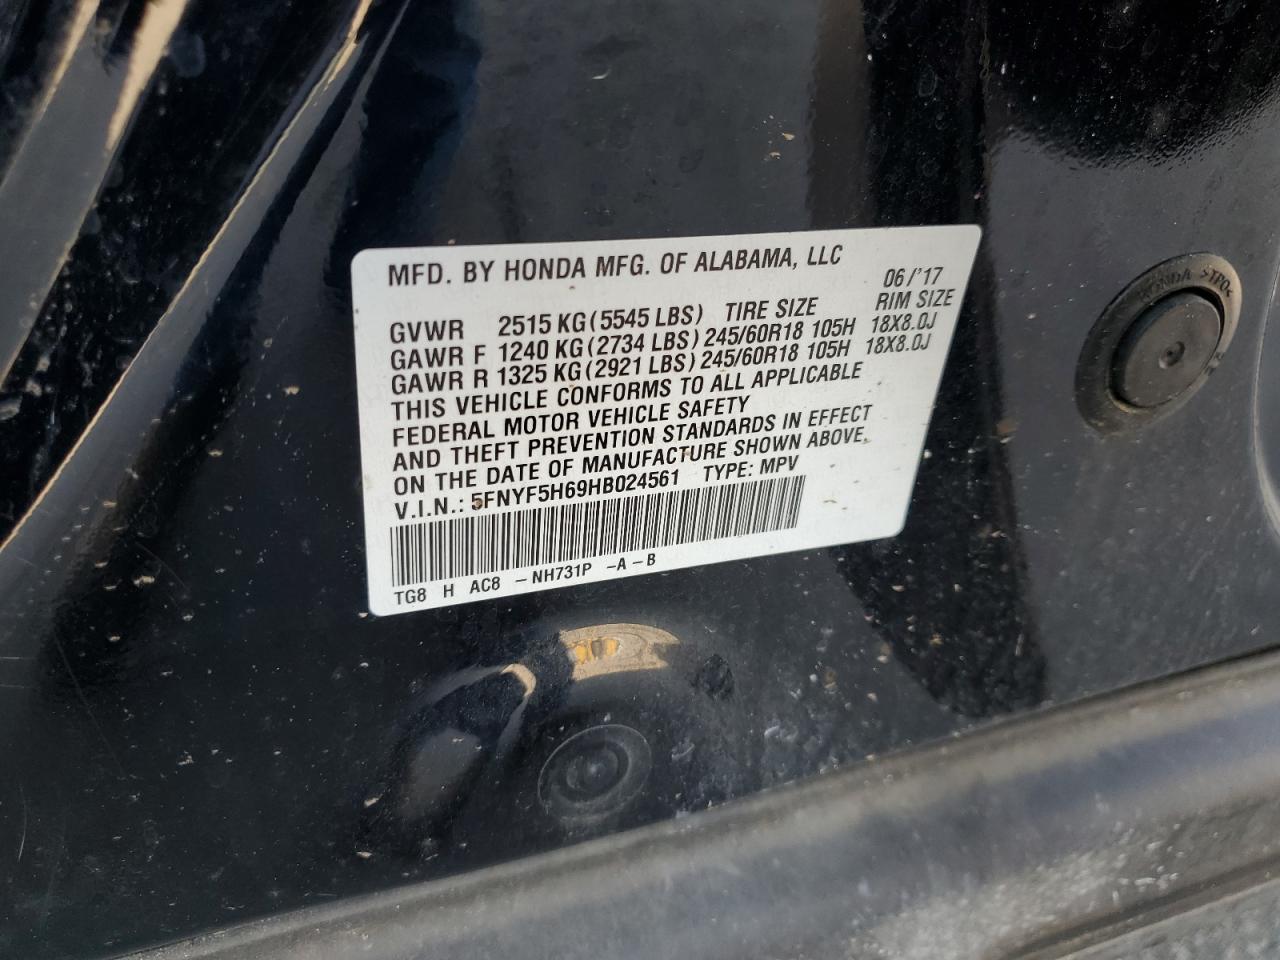 MFD. BY HONDA MFG. OF ALABAMA, LLC
06/'17
GVWR 2515 KG(5545 LBS) TIRE SIZE RIM SIZE
GAWR F 1240 KG(2734 LBS) 245/60R18 105H 18X8.0J
GAWR R 1325 KG(2921 LBS) 245/60R18 105H 18X8.0J
THIS VEHICLE CONFORMS TO ALL APPLICABLE
FEDERAL MOTOR VEHICLE SAFETY
AND THEFT PREVENTION STANDARDS IN EFFECT
ON THE DATE OF MANUFACTURE SHOWN ABOVE.
V.I.N.: 5FNYF5H69HB024561 TYPE: MPV
TG8 H AC8 -NH731P -A-B
HONDA >TPO<